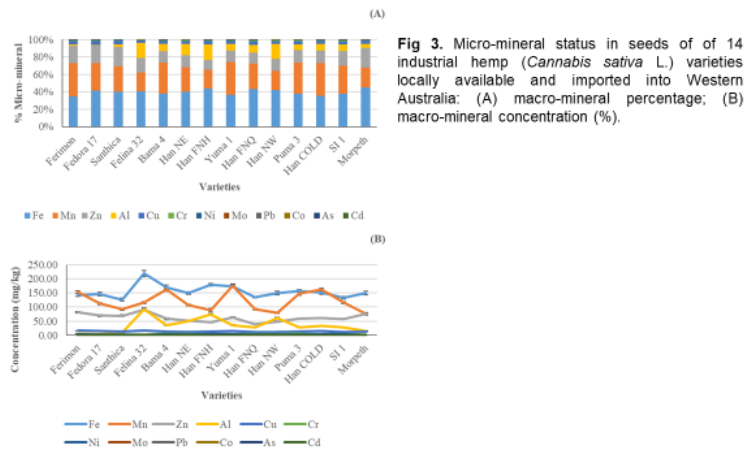 (A)
100%
80%
60%
40%
20%
0%
% Micro-mineral
Ferimon
Fedora 17
Santhica
Felina 32
Bama 4
Han NE
Han FNH
Yuma 1
Han FNQ
Han NW
Puma 3
Han COLD
SI 1
Morpeth
Varieties
Fe Mn Zn Al Cu Cr Ni Mo Pb Co As Cd
Fig 3. Micro-mineral status in seeds of of 14
industrial hemp (Cannabis sativa L.) varieties
locally available and imported into Western
Australia: (A) macro-mineral percentage; (B)
macro-mineral concentration (%).
(B)
250.00
200.00
150.00
100.00
50.00
0.00
Concentration (mg/kg)
Ferimon
Fedora 17
Santhica
Felina 32
Bama 4
Han NE
Han FNH
Yuma 1
Han FNQ
Han NW
Puma 3
Han COLD
SI 1
Morpeth
Varieties
Fe Mn Zn Al Cu Cr
Ni Mo Pb Co As Cd